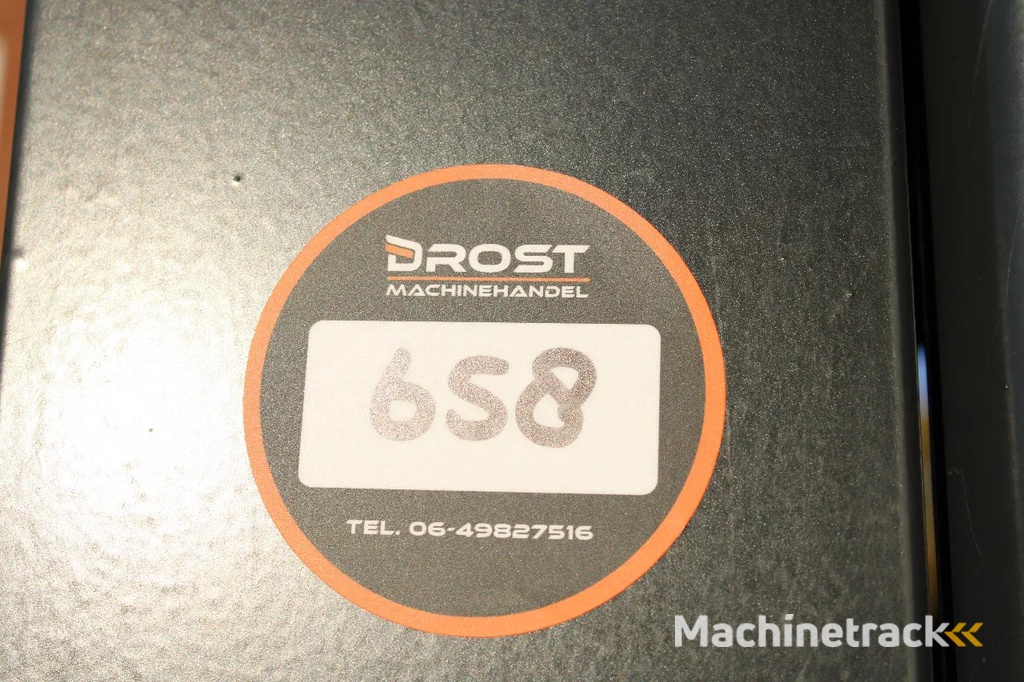 DROST
MACHINEHANDEL
658
TEL. 06-49827516
Machinetrack